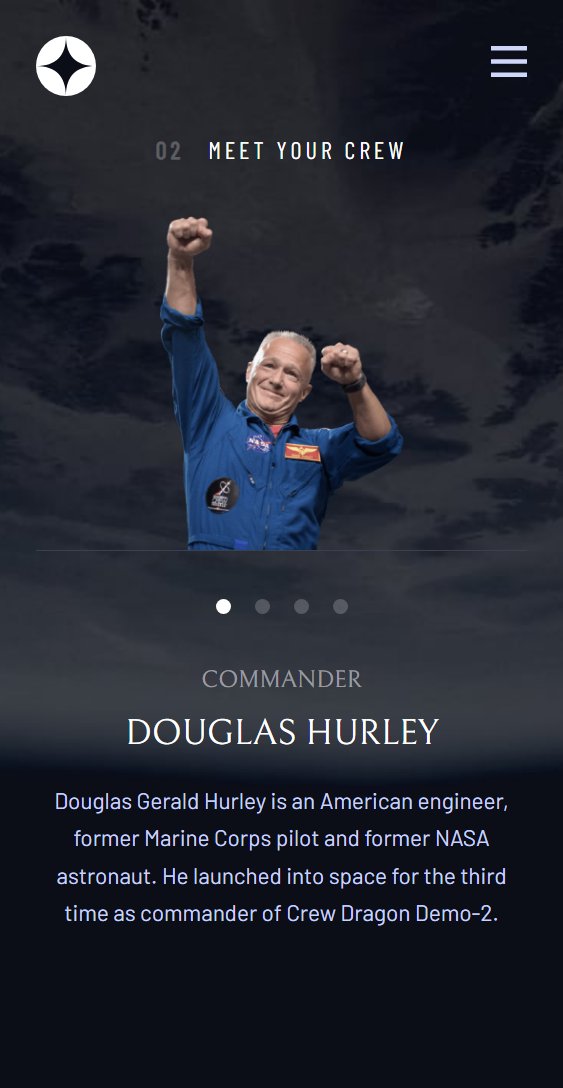 02 MEET YOUR CREW
NASA
COMMANDER
DOUGLAS HURLEY
Douglas Gerald Hurley is an American engineer,
former Marine Corps pilot and former NASA
astronaut. He launched into space for the third
time as commander of Crew Dragon Demo-2.